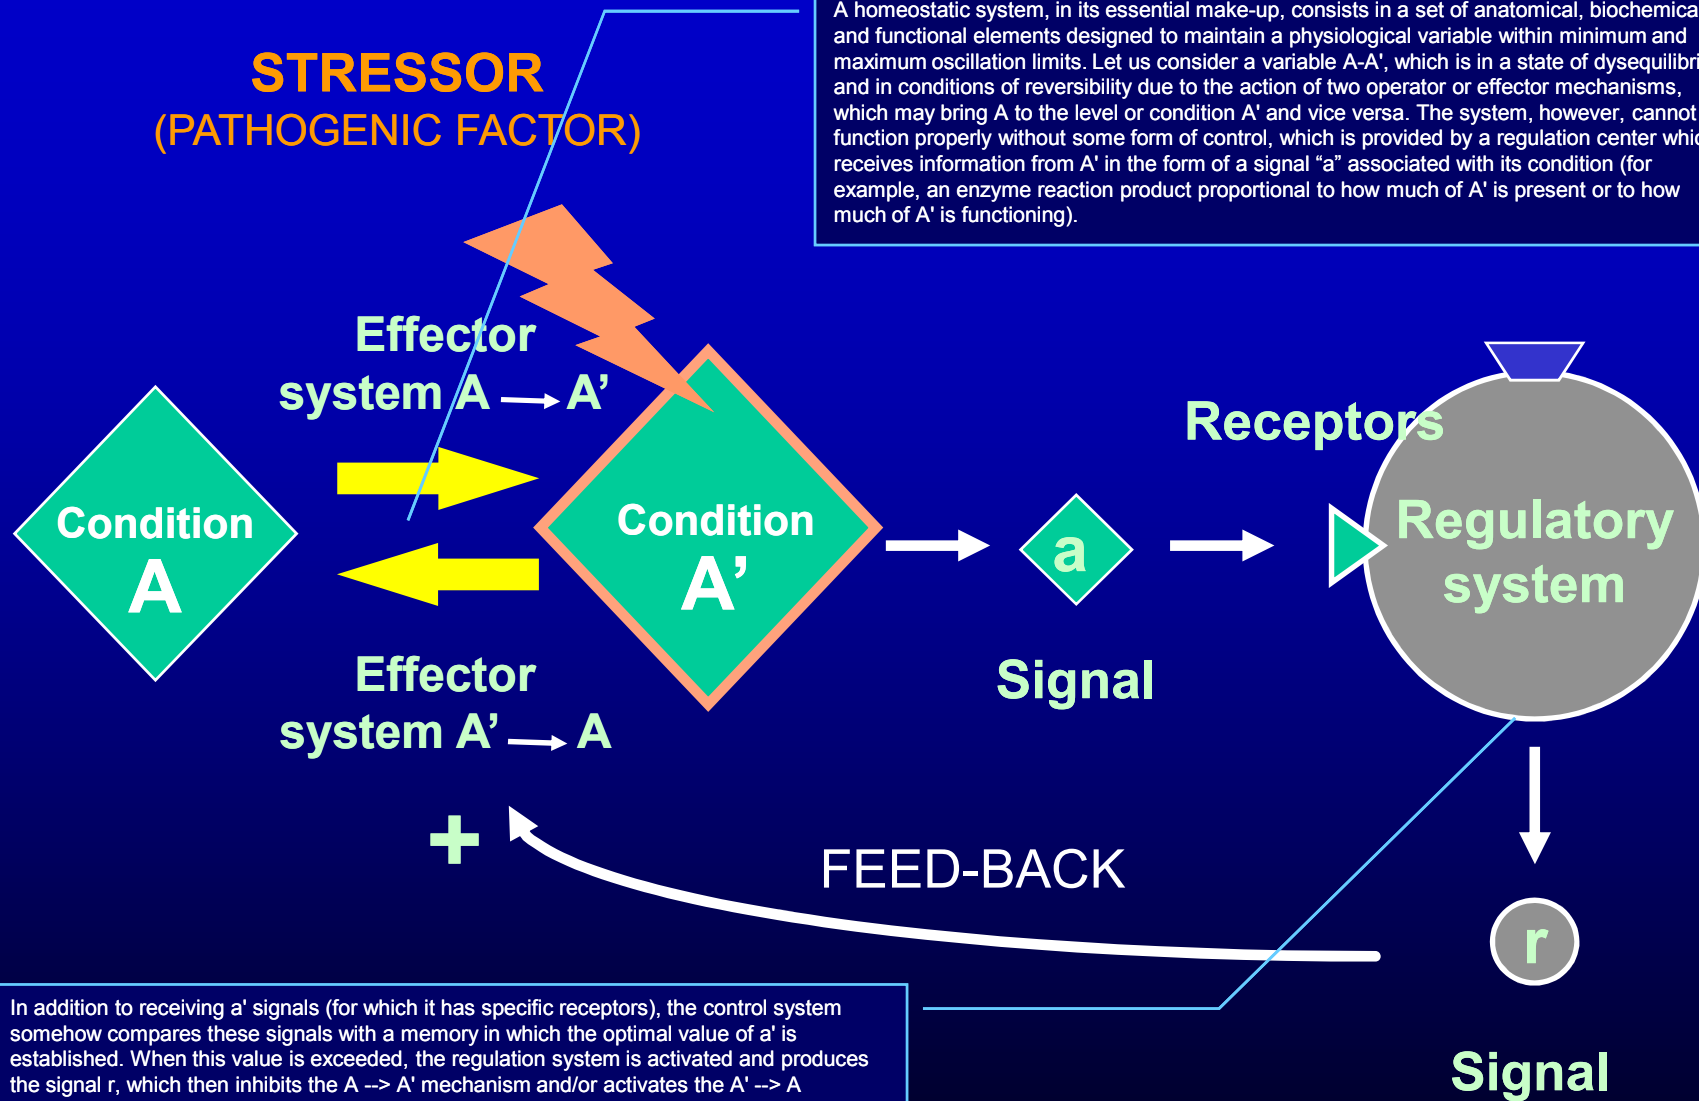 A homeostatic system, in its essential make-up, consists in a set of anatomical, biochemica
and functional elements designed to maintain a physiological variable within minimum and
maximum oscillation limits. Let us consider a variable A-A', which is in a state of dysequilibri
and in conditions of reversibility due to the action of two operator or effector mechanisms,
which may bring A to the level or condition A' and vice versa. The system, however, cannot
function properly without some form of control, which is provided by a regulation center whic
receives information from A' in the form of a signal “a” associated with its condition (for
example, an enzyme reaction product proportional to how much of A' is present or to how
much of A' is functioning).
STRESSOR
(PATHOGENIC FACTOR)
Effector
system A → A’
Condition
A
Condition
A’
a
Signal
Receptors
Regulatory
system
Effector
system A’ → A
+
FEED-BACK
r
Signal
In addition to receiving a' signals (for which it has specific receptors), the control system
somehow compares these signals with a memory in which the optimal value of a' is
established. When this value is exceeded, the regulation system is activated and produces
the signal r, which then inhibits the A --> A' mechanism and/or activates the A' --> A